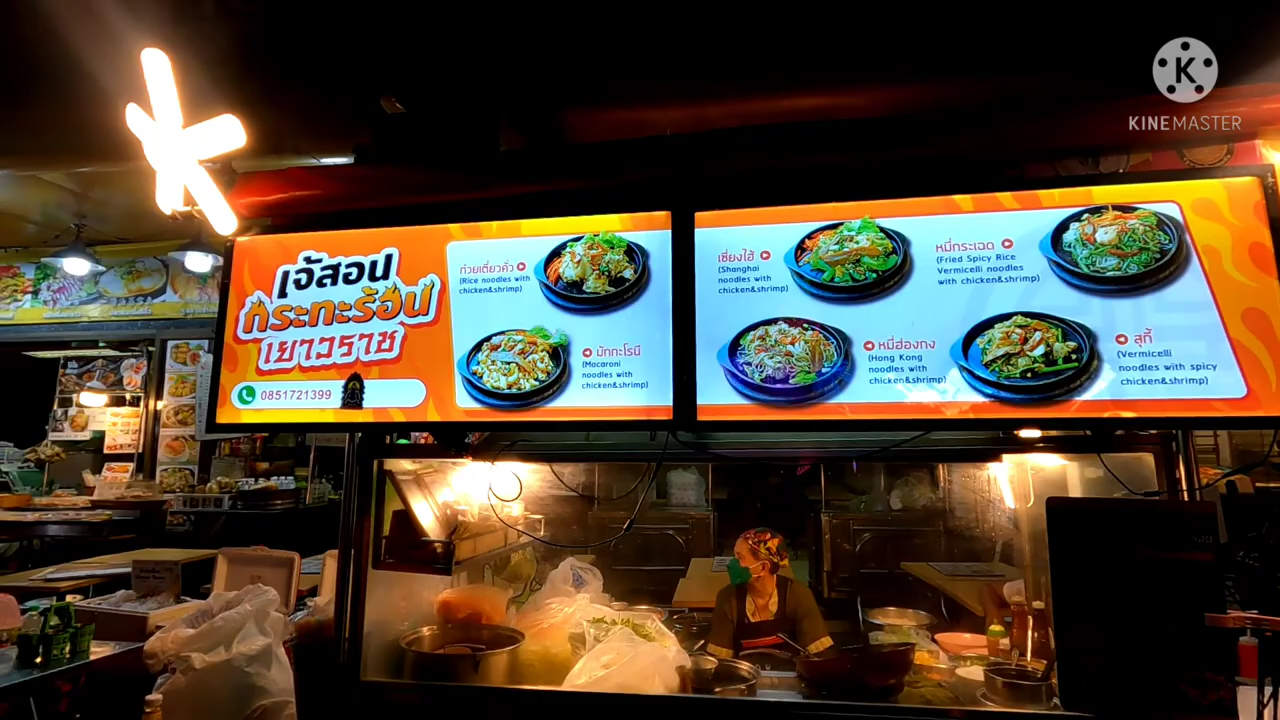 KINEMASTER
เจ้สอน
กระทะร้อน
เยาวราช
0851721399
ก๋วยเตี๋ยวคั่ว
(Rice noodles with
chicken&shrimp)
มักกะโรนี
(Macaroni
noodles with
chicken&shrimp)
เซี่ยงไฮ้
(Shanghai
noodles with
chicken&shrimp)
หมี่กระเฉด
(Fried Spicy Rice
Vermicelli noodles
with chicken&shrimp)
หมี่ฮ่องกง
(Hong Kong
noodles with
chicken&shrimp)
สุกี้
(Vermicelli
noodles with spicy
chicken&shrimp)